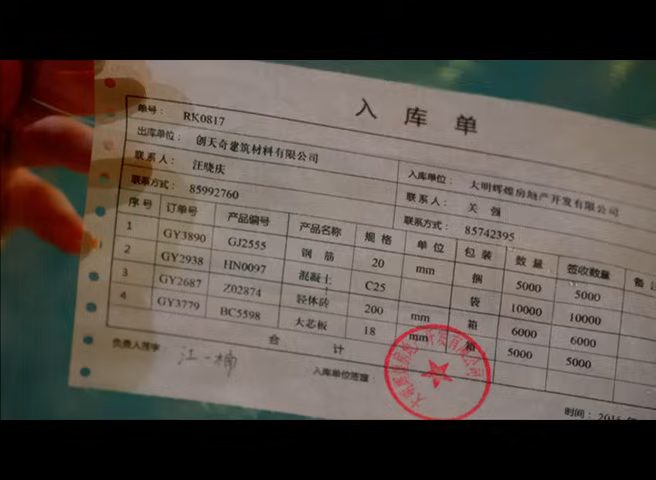 入库单
单号： RK0817
出库单位： 创天奇建筑材料有限公司 入库单位： 大明辉煌房地产开发有限公司
联系人： 汪晓庆 联系人： 关强
联系方式： 85992760 联系方式： 85742395
序号 订单号 产品编号 产品名称 规格 单位 包装 数量 签收数量 备注
1 GY3890 GJ2555 钢筋 20 mm 捆 5000 5000
2 GY2938 HN0097 混凝土 C25 袋 10000 10000
3 GY2687 Z02874 轻体砖 200 mm 箱 6000 6000
4 GY3779 BC5598 大芯板 18 mm 箱 5000 5000
合计
负责人签字 入库单位签章：
时间：